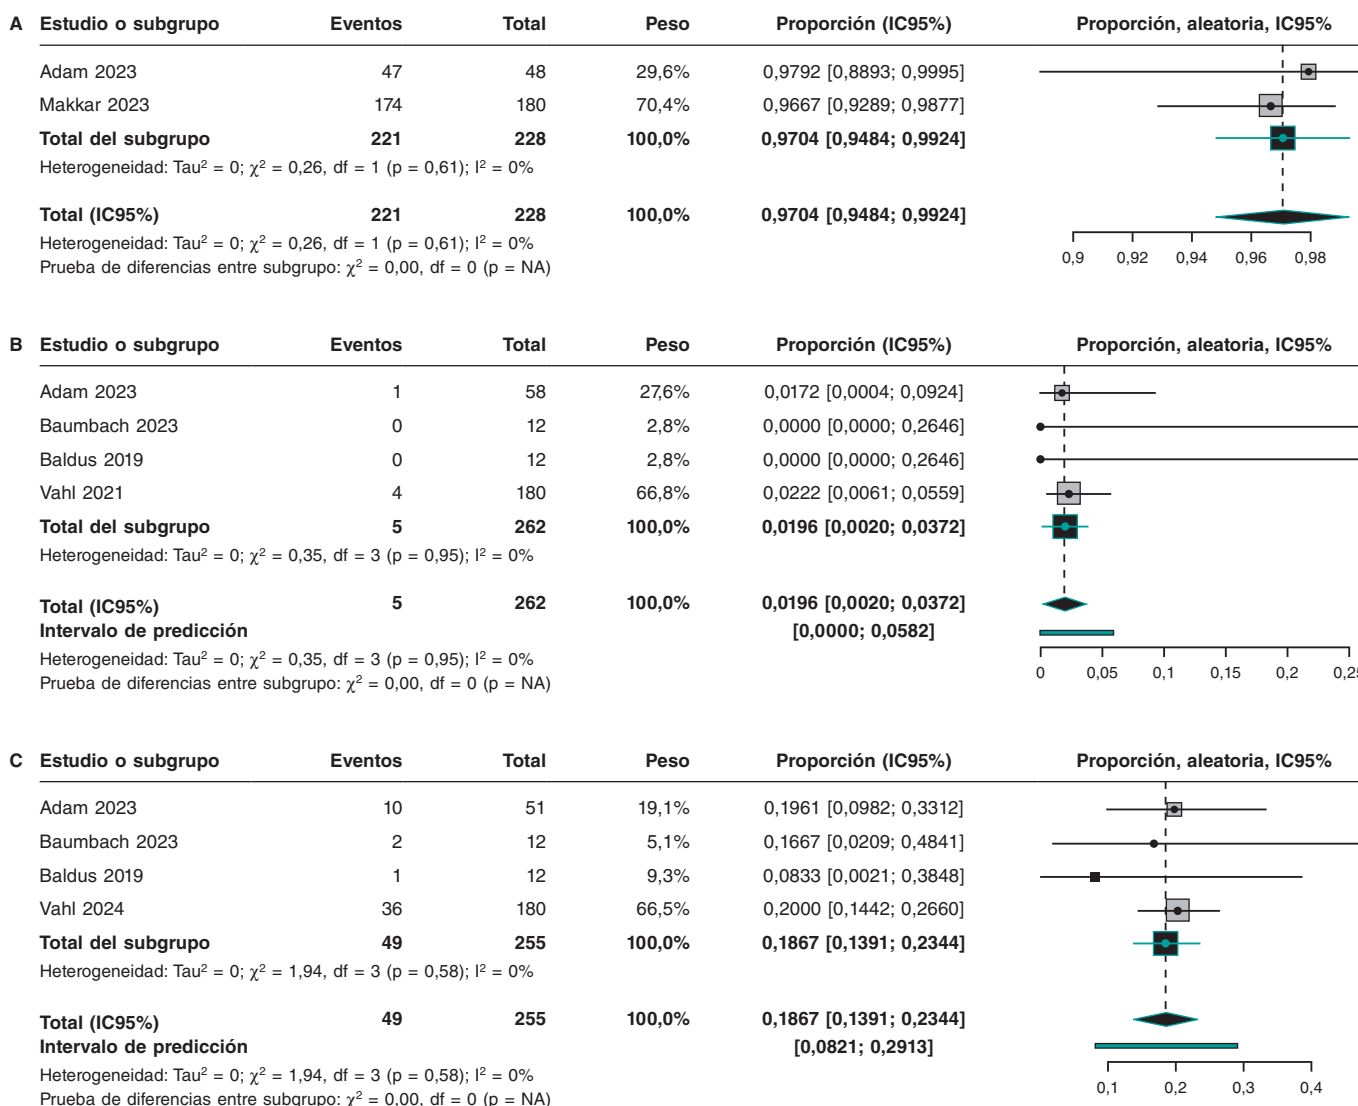 A Estudio o subgrupo Eventos Total Peso Proporción (IC95%) Proporción, aleatoria, IC95%
Adam 2023 47 48 29,6% 0,9792 [0,8893; 0,9995]
Makkar 2023 174 180 70,4% 0,9667 [0,9289; 0,9877]
Total del subgrupo 221 228 100,0% 0,9704 [0,9484; 0,9924]
Heterogeneidad: Tau² = 0; χ² = 0,26, df = 1 (p = 0,61); I² = 0%
Total (IC95%) 221 228 100,0% 0,9704 [0,9484; 0,9924]
Heterogeneidad: Tau² = 0; χ² = 0,26, df = 1 (p = 0,61); I² = 0%
Prueba de diferencias entre subgrupo: χ² = 0,00, df = 0 (p = NA)
0,9 0,92 0,94 0,96 0,98
B Estudio o subgrupo Eventos Total Peso Proporción (IC95%) Proporción, aleatoria, IC95%
Adam 2023 1 58 27,6% 0,0172 [0,0004; 0,0924]
Baumbach 2023 0 12 2,8% 0,0000 [0,0000; 0,2646]
Baldus 2019 0 12 2,8% 0,0000 [0,0000; 0,2646]
Vahl 2021 4 180 66,8% 0,0222 [0,0061; 0,0559]
Total del subgrupo 5 262 100,0% 0,0196 [0,0020; 0,0372]
Heterogeneidad: Tau² = 0; χ² = 0,35, df = 3 (p = 0,95); I² = 0%
Total (IC95%) 5 262 100,0% 0,0196 [0,0020; 0,0372]
Intervalo de predicción [0,0000; 0,0582]
Heterogeneidad: Tau² = 0; χ² = 0,35, df = 3 (p = 0,95); I² = 0%
Prueba de diferencias entre subgrupo: χ² = 0,00, df = 0 (p = NA)
0 0,05 0,1 0,15 0,2 0,25
C Estudio o subgrupo Eventos Total Peso Proporción (IC95%) Proporción, aleatoria, IC95%
Adam 2023 10 51 19,1% 0,1961 [0,0982; 0,3312]
Baumbach 2023 2 12 5,1% 0,1667 [0,0209; 0,4841]
Baldus 2019 1 12 9,3% 0,0833 [0,0021; 0,3848]
Vahl 2024 36 180 66,5% 0,2000 [0,1442; 0,2660]
Total del subgrupo 49 255 100,0% 0,1867 [0,1391; 0,2344]
Heterogeneidad: Tau² = 0; χ² = 1,94, df = 3 (p = 0,58); I² = 0%
Total (IC95%) 49 255 100,0% 0,1867 [0,1391; 0,2344]
Intervalo de predicción [0,0821; 0,2913]
Heterogeneidad: Tau² = 0; χ² = 1,94, df = 3 (p = 0,58); I² = 0%
0,1 0,2 0,3 0,4
Prueba de diferencias entre subgrupo: χ² = 0,00, df = 0 (p = NA)